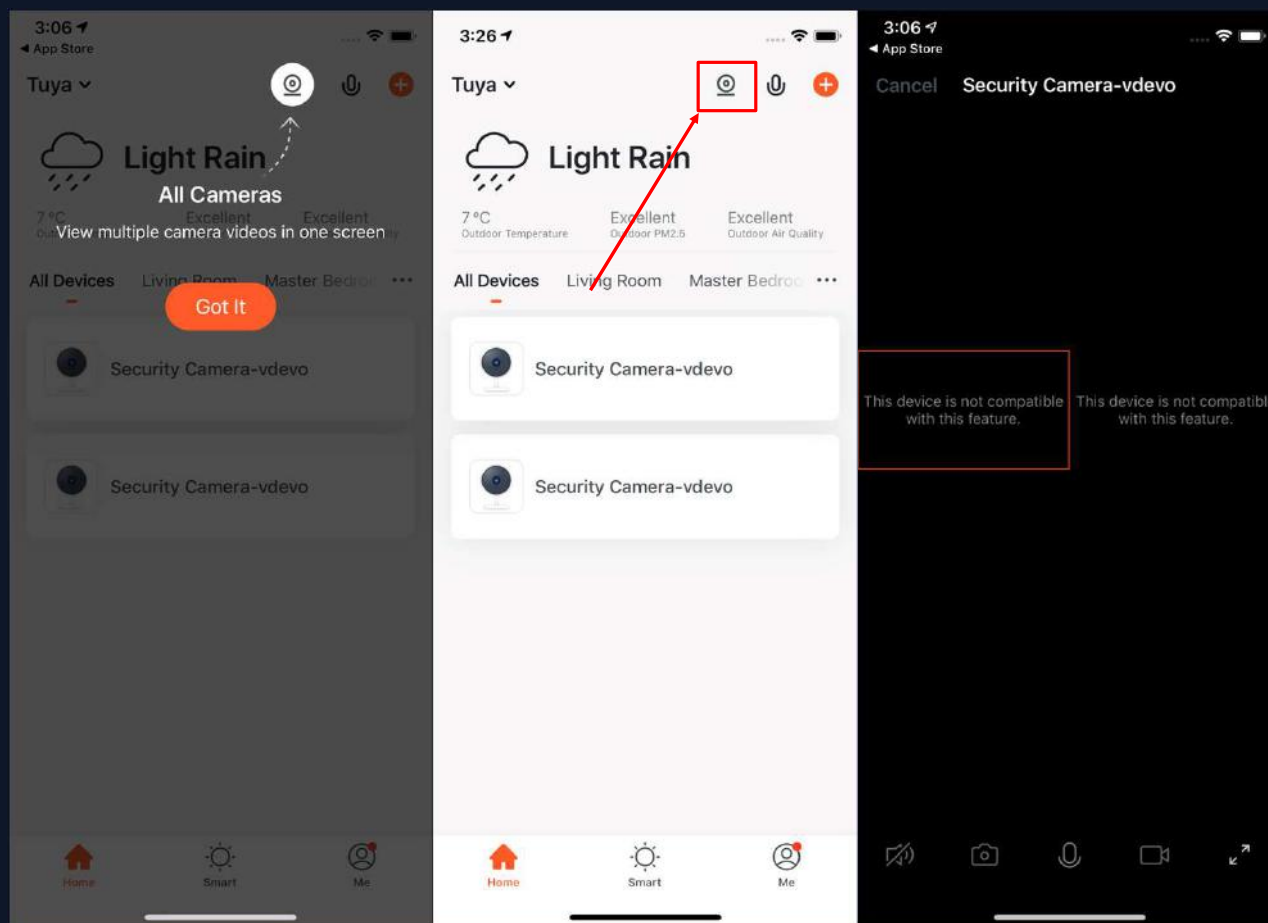 3:06
App Store
Tuya
Light Rain
All Cameras
7 °C
Excellent
Excellent
View multiple camera videos in one screen
All Devices
Living Room
Master Bedroo
Got It
Security Camera-vdevo
Security Camera-vdevo
Home
Smart
Me
3:26
Tuya
Light Rain
7 °C
Excellent
Excellent
Outdoor Temperature
Outdoor PM2.5
Outdoor Air Quality
All Devices
Living Room
Master Bedroo
Security Camera-vdevo
Security Camera-vdevo
Home
Smart
Me
3:06
App Store
Cancel
Security Camera-vdevo
This device is not compatible
with this feature.
This device is not compatibl
with this feature.